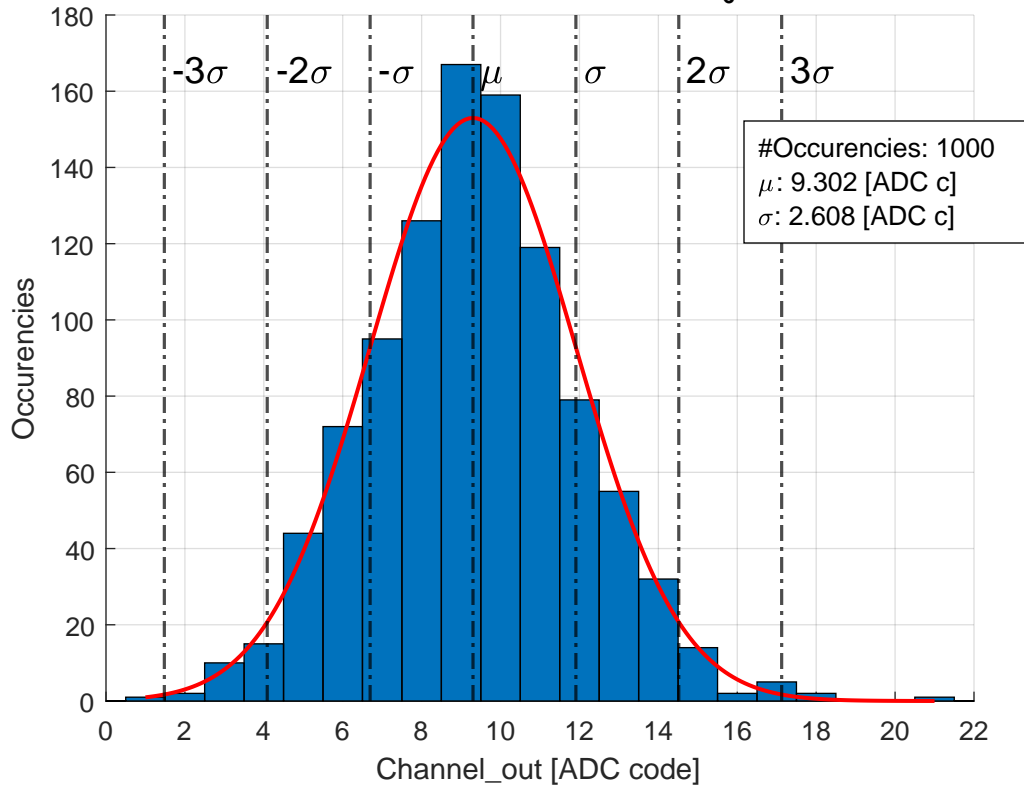 180
160
140
120
100
80
60
40
20
0
Occurencies
-3σ
-2σ
-σ
μ
σ
2σ
3σ
#Occurencies: 1000
μ: 9.302 [ADC c]
σ: 2.608 [ADC c]
0 2 4 6 8 10 12 14 16 18 20 22
Channel_out [ADC code]